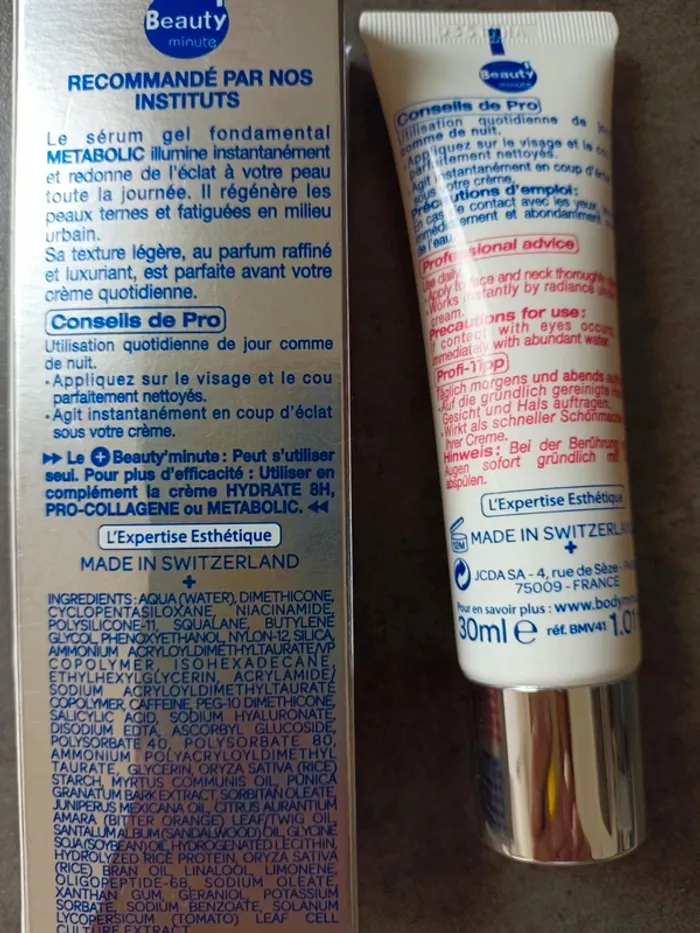 Beauty
minute
RECOMMANDÉ PAR NOS
INSTITUTS
Le sérum gel fondamental
METABOLIC illumine instantanément
et redonne de l'éclat à votre peau
toute la journée. Il régénère les
peaux ternes et fatiguées en milieu
urbain.
Sa texture légère, au parfum raffiné
et luxuriant, est parfaite avant votre
crème quotidienne.
Conseils de Pro
Utilisation quotidienne de jour comme
de nuit.
•Appliquez sur le visage et le cou
parfaitement nettoyés.
•Agit instantanément en coup d'éclat
sous votre crème.
Le + Beauty'minute : Peut s'utiliser
seul. Pour plus d'efficacité : Utiliser en
complément la crème HYDRATE 8H,
PRO-COLLAGENE ou METABOLIC.
L'Expertise Esthétique
MADE IN SWITZERLAND
+
INGREDIENTS : AQUA (WATER), DIMETHICONE,
CYCLOPENTASILOXANE, NIACINAMIDE,
POLYSILICONE-11, SQUALANE, BUTYLENE
GLYCOL, PHENOXYETHANOL, NYLON-12, SILICA,
AMMONIUM ACRYLOYLDIMETHYLTAURATE/VP
COPOLYMER, ISOHEXADECANE,
ETHYLHEXYLGLYCERIN, ACRYLAMIDE/
SODIUM ACRYLOYLDIMETHYLTAURATE
COPOLYMER, CAFFEINE, PEG-10 DIMETHICONE,
SALICYLIC ACID, SODIUM HYALURONATE,
DISODIUM EDTA, ASCORBYL GLUCOSIDE,
POLYSORBATE 40, POLYSORBATE 80,
AMMONIUM POLYACRYLOYLDIMETHYL
TAURATE, GLYCERIN, ORYZA SATIVA (RICE)
STARCH, MYRTUS COMMUNIS OIL, PUNICA
GRANATUM BARK EXTRACT, SORBITAN OLEATE,
JUNIPERUS MEXICANA OIL, CITRUS AURANTIUM
AMARA (BITTER ORANGE) LEAF/TWIG OIL,
SANTALUM ALBUM (SANDALWOOD) OIL, GLYCINE
SOJA (SOYBEAN) OIL, HYDROGENATED LECITHIN,
HYDROLYZED RICE PROTEIN, ORYZA SATIVA
(RICE) BRAN OIL, LINALOOL, LIMONENE,
OLIGOPEPTIDE-68, SODIUM OLEATE,
XANTHAN GUM, GERANIOL, POTASSIUM
SORBATE, SODIUM BENZOATE, SOLANUM
LYCOPERSICUM (TOMATO) LEAF CELL
CULTURE EXTRACT
Beauty'
minute
Conseils de Pro
Utilisation quotidienne de
comme de nuit.
•Appliquez sur le visage et le cou
parfaitement nettoyés.
•Agit instantanément en coup d'éclat
sous votre crème.
Précautions d'emploi:
En cas de contact avec les yeux,
immédiatement et abondamment
de l'eau
Professional advice
Use daily
•Apply to face and neck thoroughly
•Works instantly by radiance
cream.
Precautions for use:
contact with eyes occurs,
immediately with abundant water.
Profi-Tipp
Täglich morgens und abends
•Auf die gründlich gereinigte
Gesicht und Hals auftragen.
•Wirkt als schneller
Ihrer Creme.
Hinweis: Bei der Berührung
Augen sofort gründlich mit
abspülen.
L'Expertise Esthétique
12M
MADE IN SWITZERLAND
+
JCDA SA - 4, rue de Sèze -
75009 - FRANCE
Pour en savoir plus :
30ml e réf. BMV41